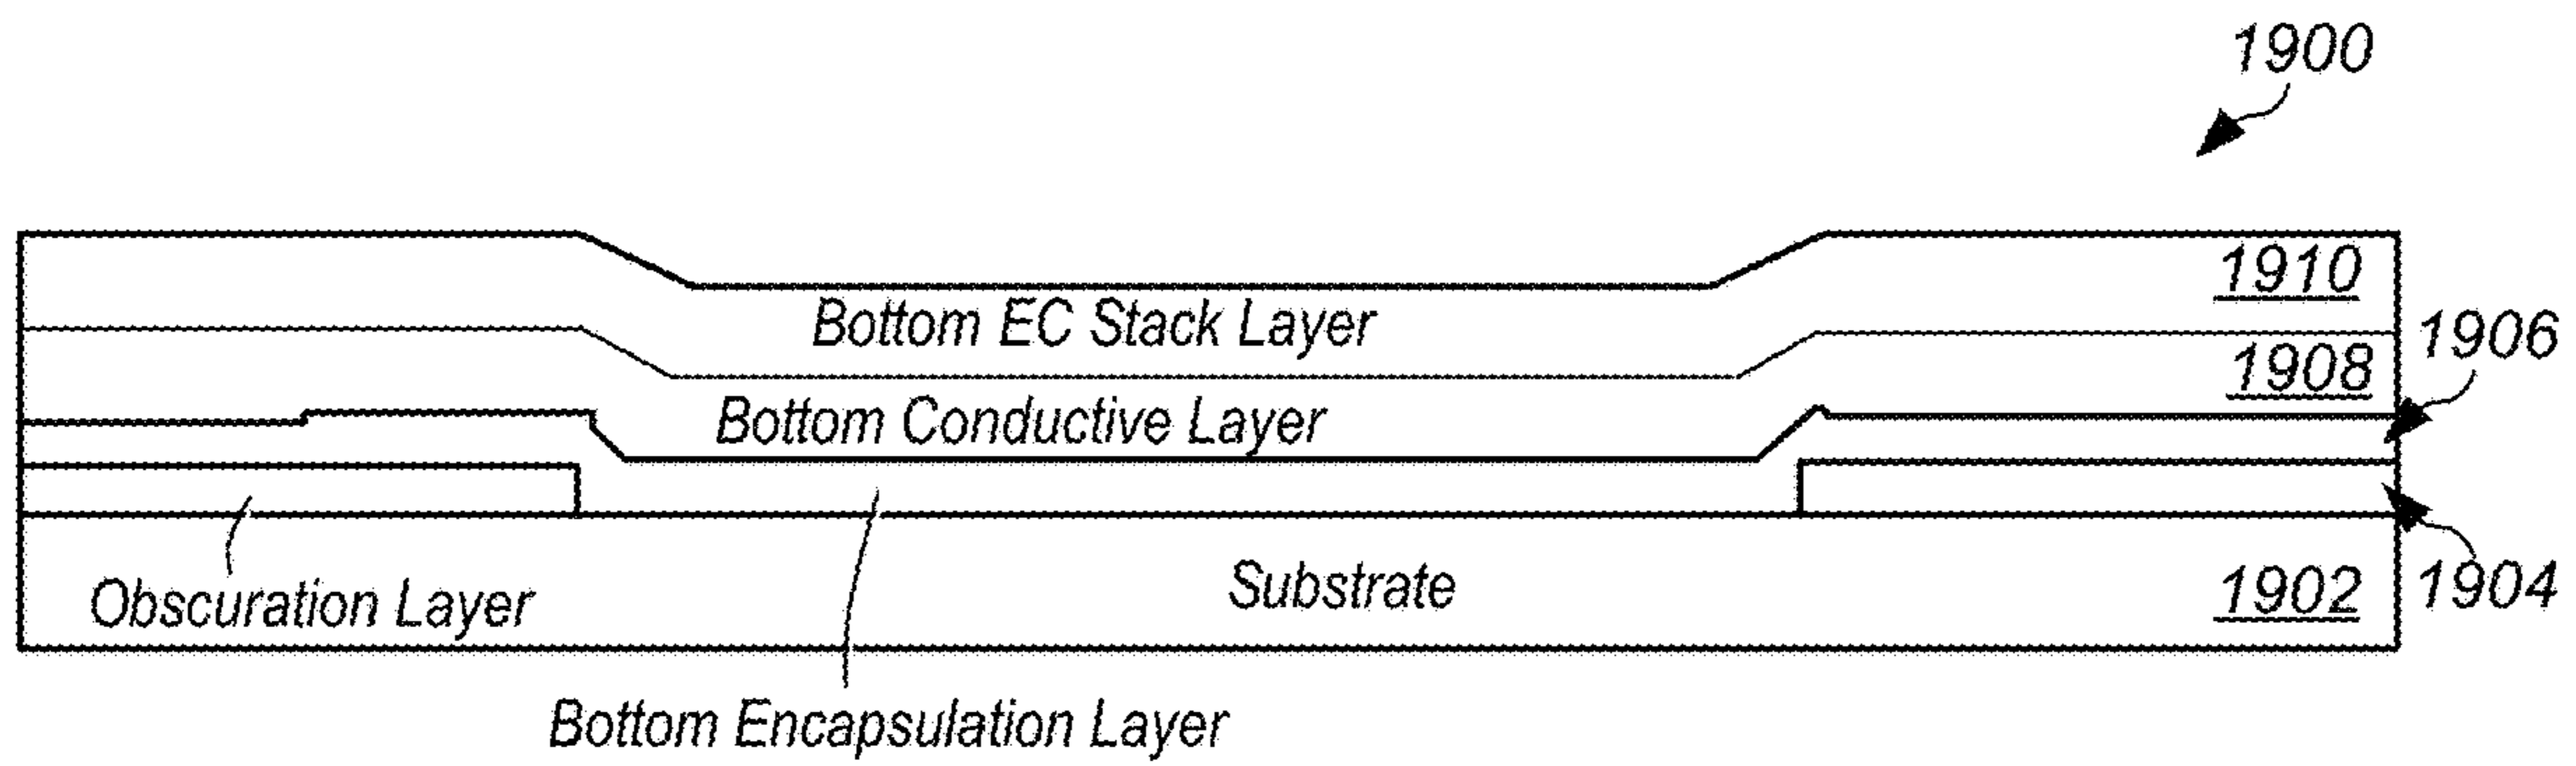 1900
1910
Bottom EC Stack Layer
1906
1908
Bottom Conductive Layer
Obscuration Layer
Substrate
1902
1904
Bottom Encapsulation Layer